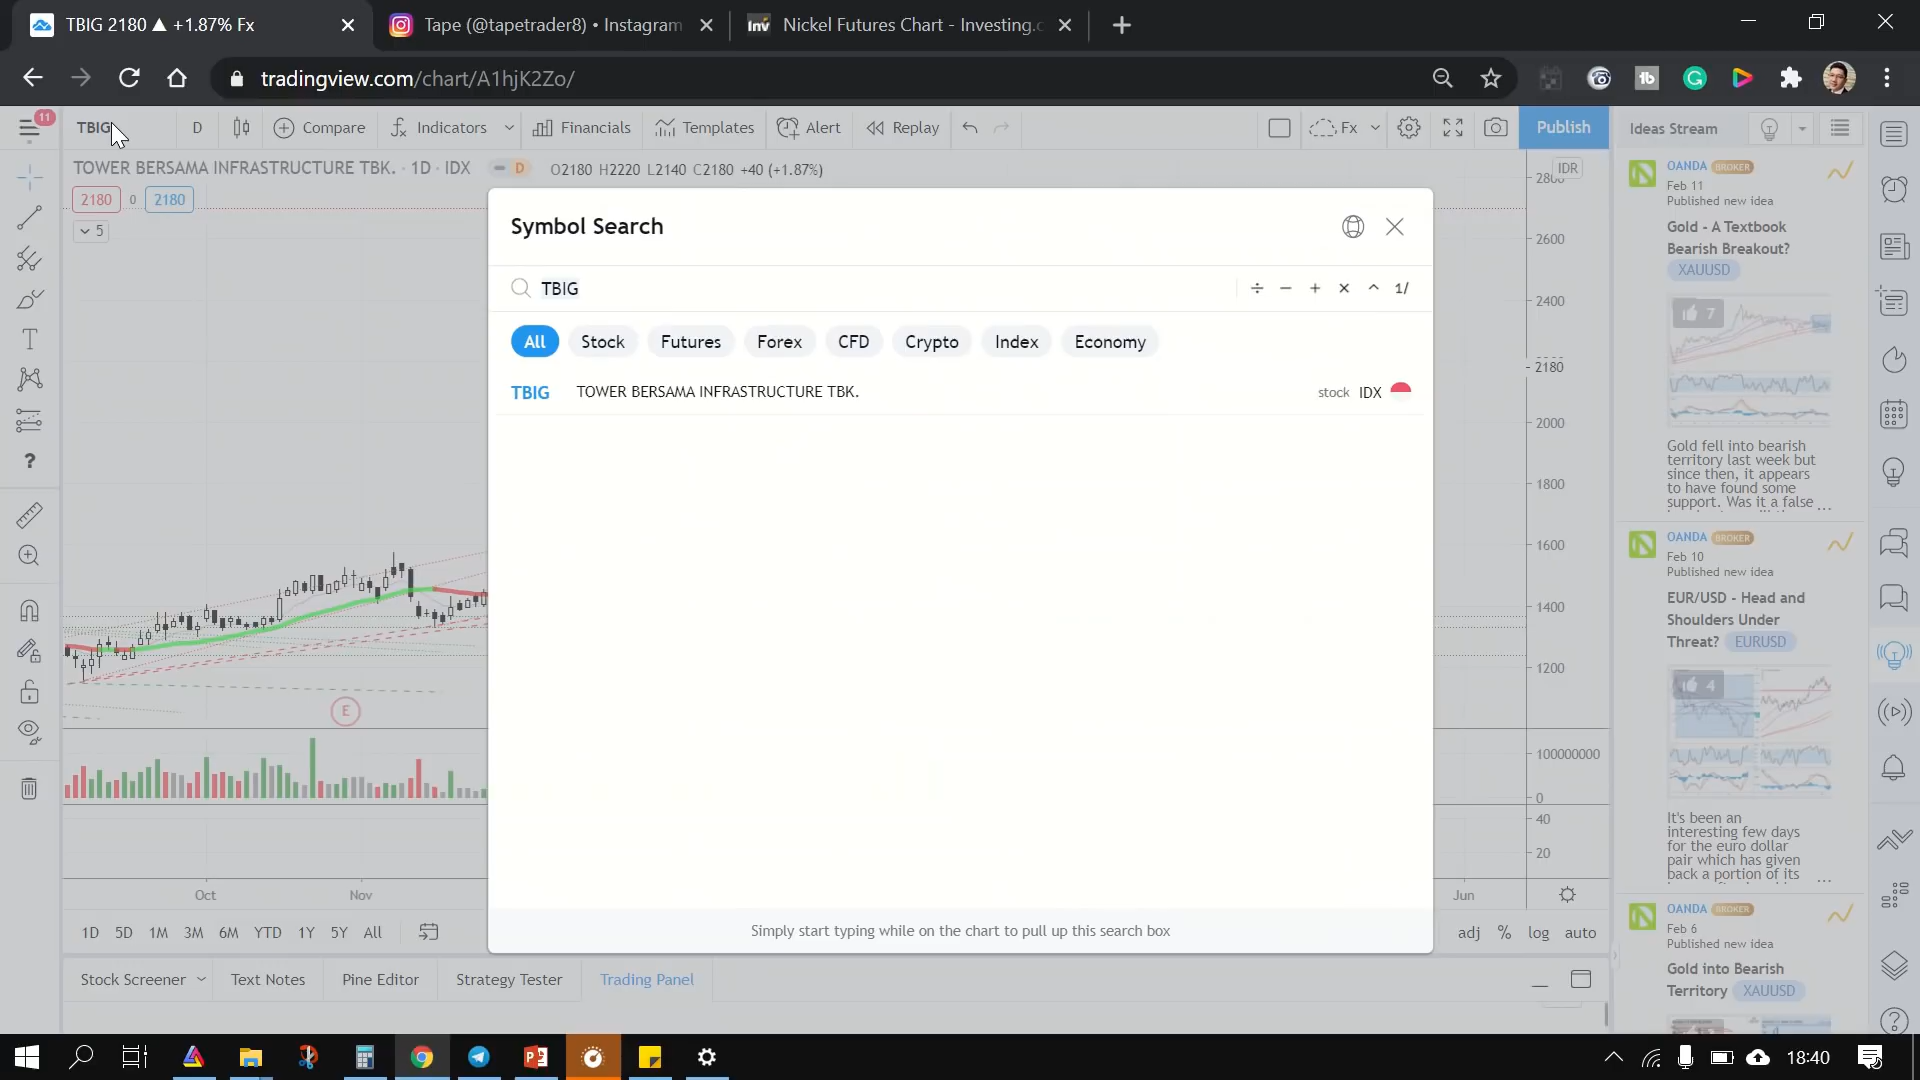 TBIG 2180 ▲ +1.87% Fx
Tape (@tapetrader8) • Instagram
Nickel Futures Chart - Investing.c
tradingview.com/chart/A1hjK2Zo/
11
TBIG
D
Compare
Indicators
Financials
Templates
Alert
Replay
Fx
Publish
Ideas Stream
TOWER BERSAMA INFRASTRUCTURE TBK. · 1D · IDX
D
O2180 H2220 L2140 C2180 +40 (+1.87%)
IDR
2180
0
2180
5
Symbol Search
TBIG
÷ − + × ^ 1/
All
Stock
Futures
Forex
CFD
Crypto
Index
Economy
TBIG
TOWER BERSAMA INFRASTRUCTURE TBK.
stock IDX
Simply start typing while on the chart to pull up this search box
2600
2400
2180
2000
1800
1600
1400
1200
100000000
0
40
20
E
Oct
Nov
Jun
1D
5D
1M
3M
6M
YTD
1Y
5Y
All
adj
%
log
auto
Stock Screener
Text Notes
Pine Editor
Strategy Tester
Trading Panel
OANDA BROKER
Feb 11
Published new idea
Gold - A Textbook
Bearish Breakout?
XAUUSD
7
Gold fell into bearish
territory last week but
since then, it appears
to have found some
support. Was it a false ...
OANDA BROKER
Feb 10
Published new idea
EUR/USD - Head and
Shoulders Under
Threat? EURUSD
4
It's been an
interesting few days
for the euro dollar
pair which has given
back a portion of its
OANDA BROKER
Feb 6
Published new idea
Gold into Bearish
Territory XAUUSD
18:40